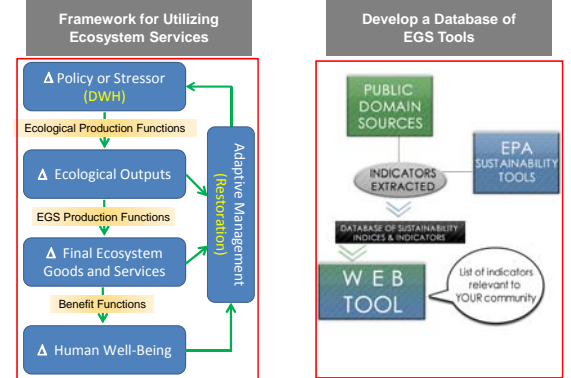 Framework for Utilizing
Ecosystem Services
Δ Policy or Stressor
(DWH)
Ecological Production Functions
Δ Ecological Outputs
EGS Production Functions
Δ Final Ecosystem
Goods and Services
Benefit Functions
Δ Human Well-Being
Adaptive Management
(Restoration)
Develop a Database of
EGS Tools
PUBLIC
DOMAIN
SOURCES
EPA
SUSTAINABILITY
TOOLS
INDICATORS
EXTRACTED
DATABASE OF SUSTAINABILITY
INDICES & INDICATORS
WEB
TOOL
List of indicators
relevant to
YOUR community